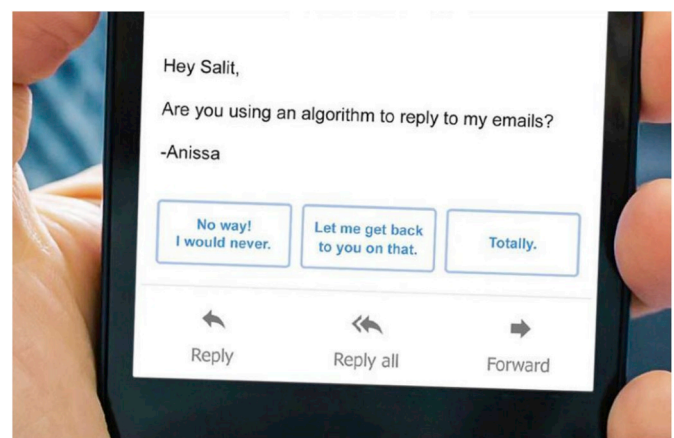 Hey Salit,
Are you using an algorithm to reply to my emails?
-Anissa
No way!
I would never.
Let me get back
to you on that.
Totally.
Reply
Reply all
Forward